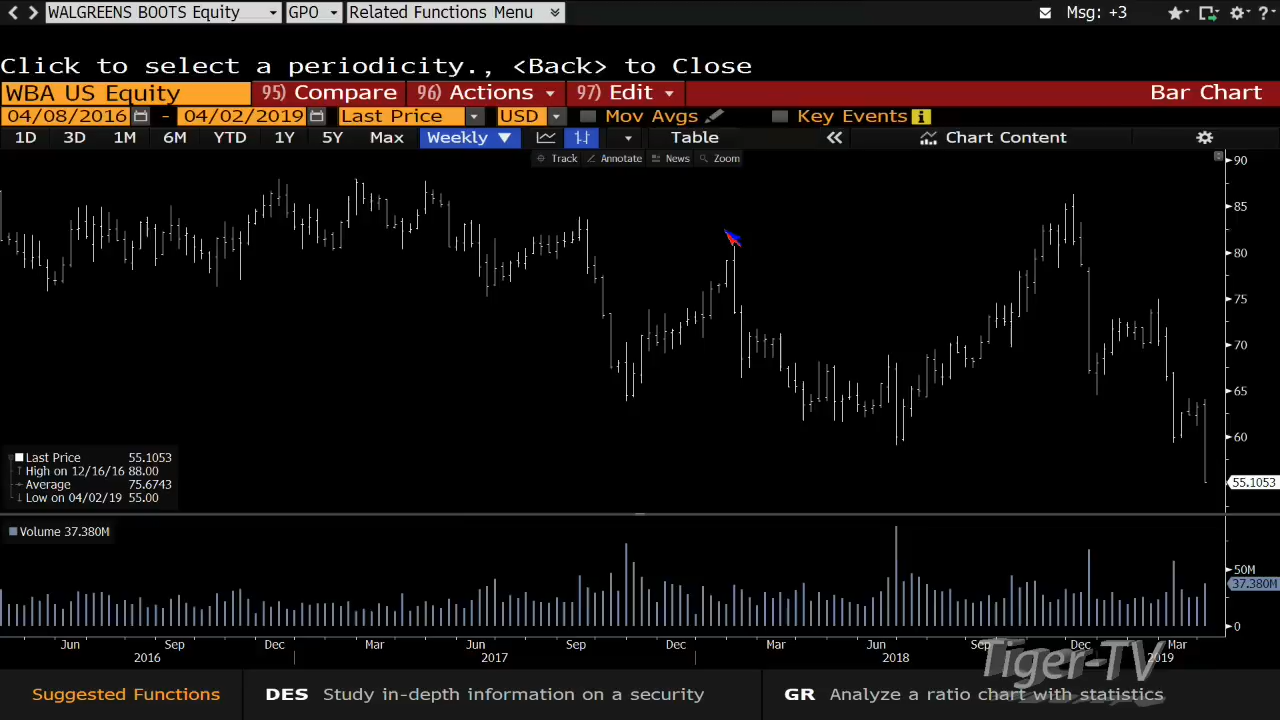 WALGREENS BOOTS Equity GPO Related Functions Menu Msg: +3
Click to select a periodicity., <Back> to Close
WBA US Equity 95) Compare 96) Actions 97) Edit Bar Chart
04/08/2016 - 04/02/2019 Last Price USD Mov Avgs Key Events
1D 3D 1M 6M YTD 1Y 5Y Max Weekly ▼ Table « Chart Content
Track Annotate News Zoom
90
85
80
75
70
65
60
55.1053
Last Price 55.1053
High on 12/16/16 88.00
Average 75.6743
Low on 04/02/19 55.00
Volume 37.380M
50M
37.380M
0
Jun Sep Dec Mar Jun Sep Dec Mar Jun Sep Dec Mar
2016 2017 2018 2019
Tiger-TV
Suggested Functions DES Study in-depth information on a security GR Analyze a ratio chart with statistics